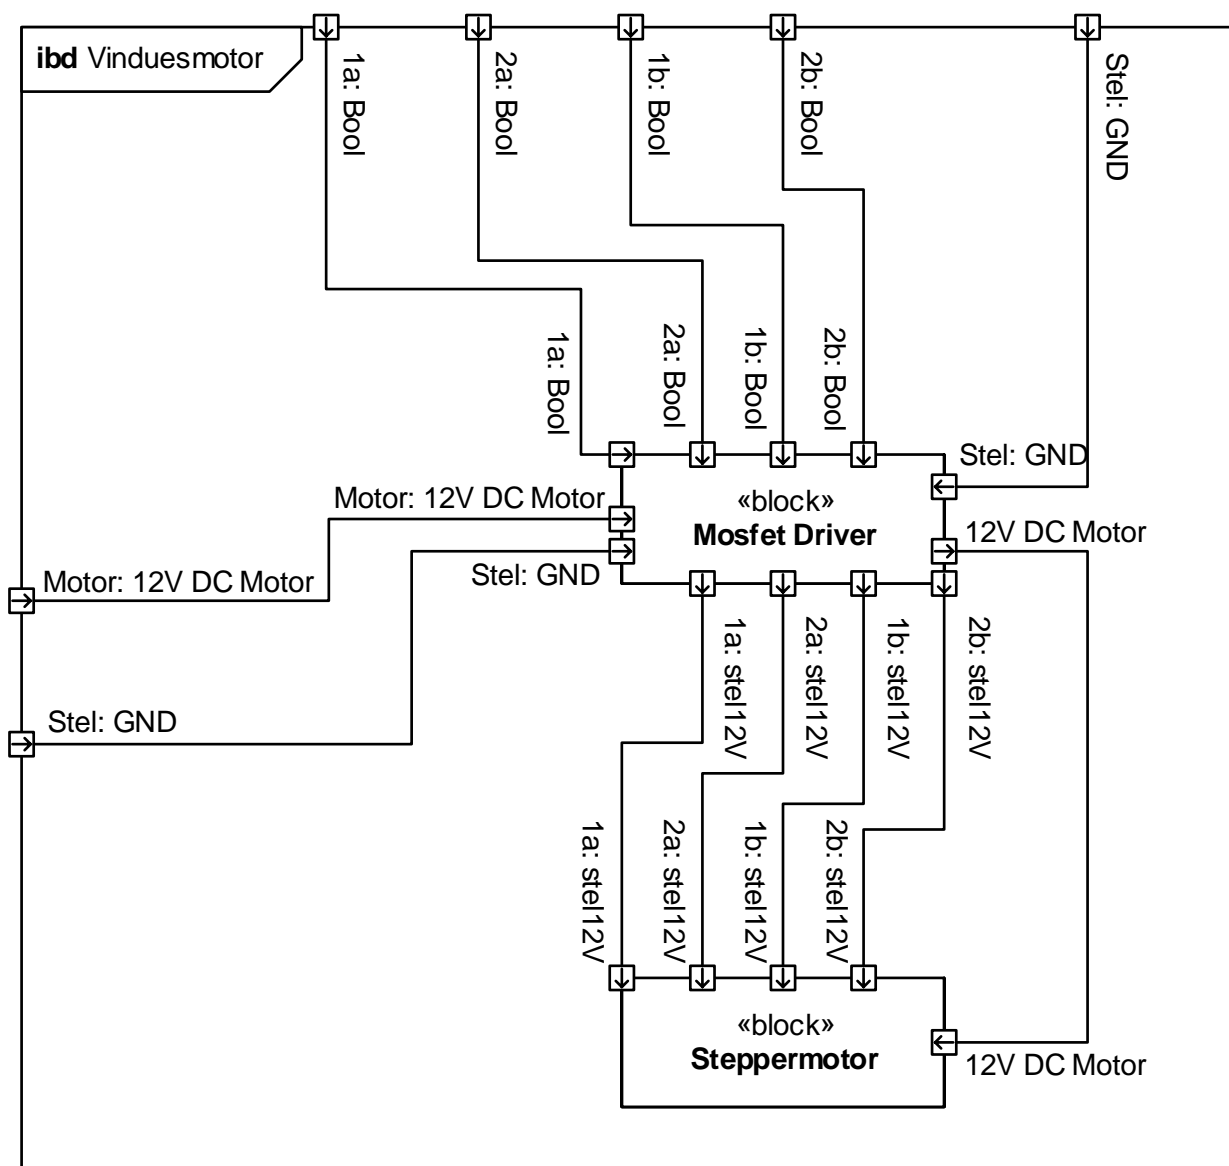 ibd Vinduesmotor
1a: Bool
2a: Bool
1b: Bool
2b: Bool
Stel: GND
1a: Bool
2a: Bool
1b: Bool
2b: Bool
Stel: GND
Motor: 12V DC Motor
«block»
Mosfet Driver
12V DC Motor
Stel: GND
Motor: 12V DC Motor
1a: stel12V
2a: stel12V
1b: stel12V
2b: stel12V
Stel: GND
1a: stel12V
2a: stel12V
1b: stel12V
2b: stel12V
«block»
Steppermotor
12V DC Motor